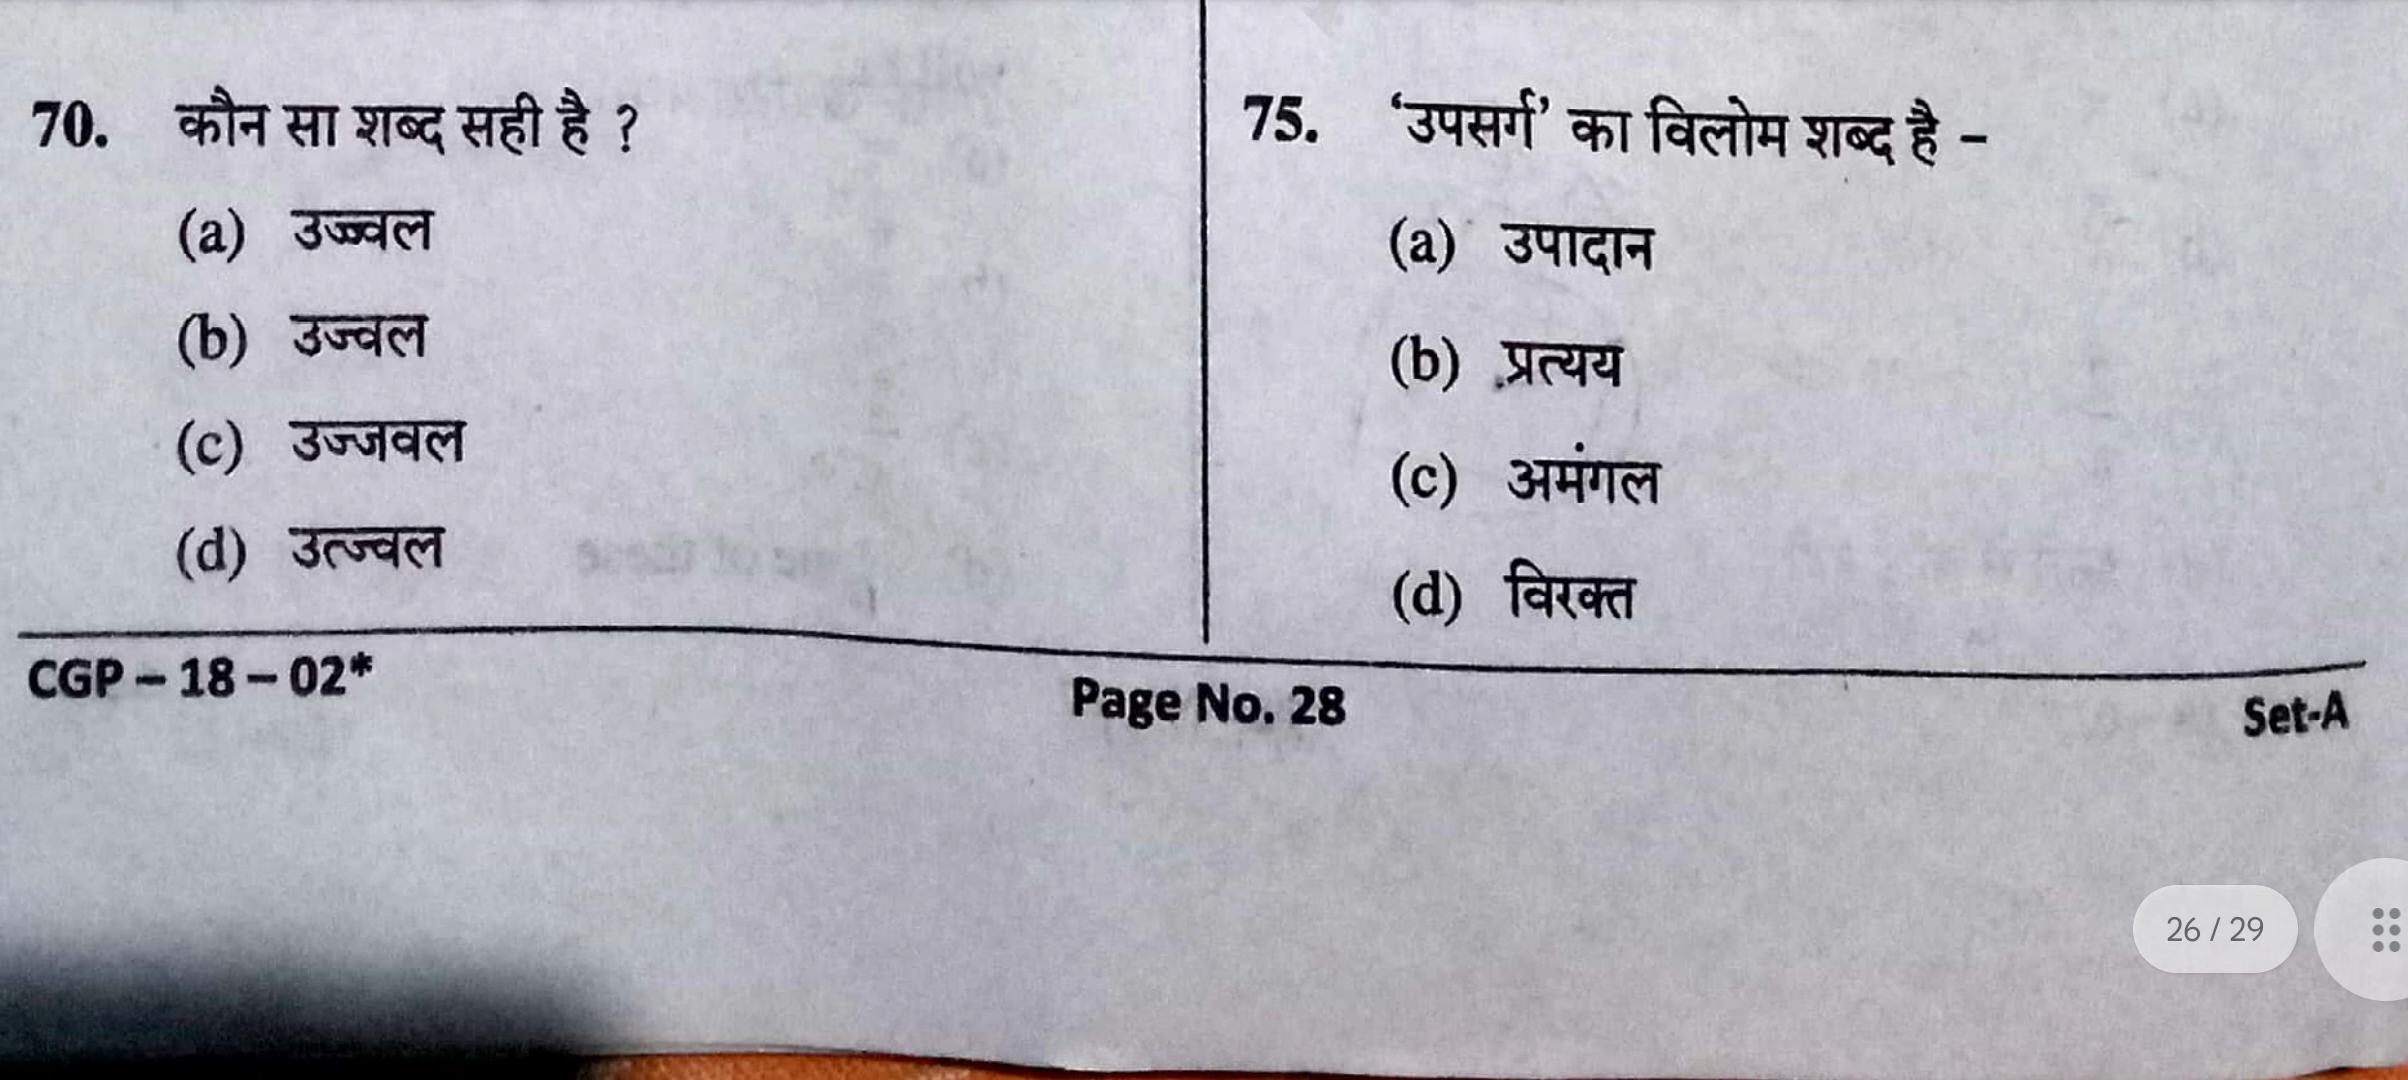 70. कौन सा शब्द सही है ?
(a) उज्ज्वल
(b) उज्वल
(c) उज्जवल
(d) उत्ज्वल
75. ‘उपसर्ग’ का विलोम शब्द है –
(a) उपादान
(b) प्रत्यय
(c) अमंगल
(d) विरक्त
CGP – 18 – 02*
Page No. 28
Set-A
26 / 29